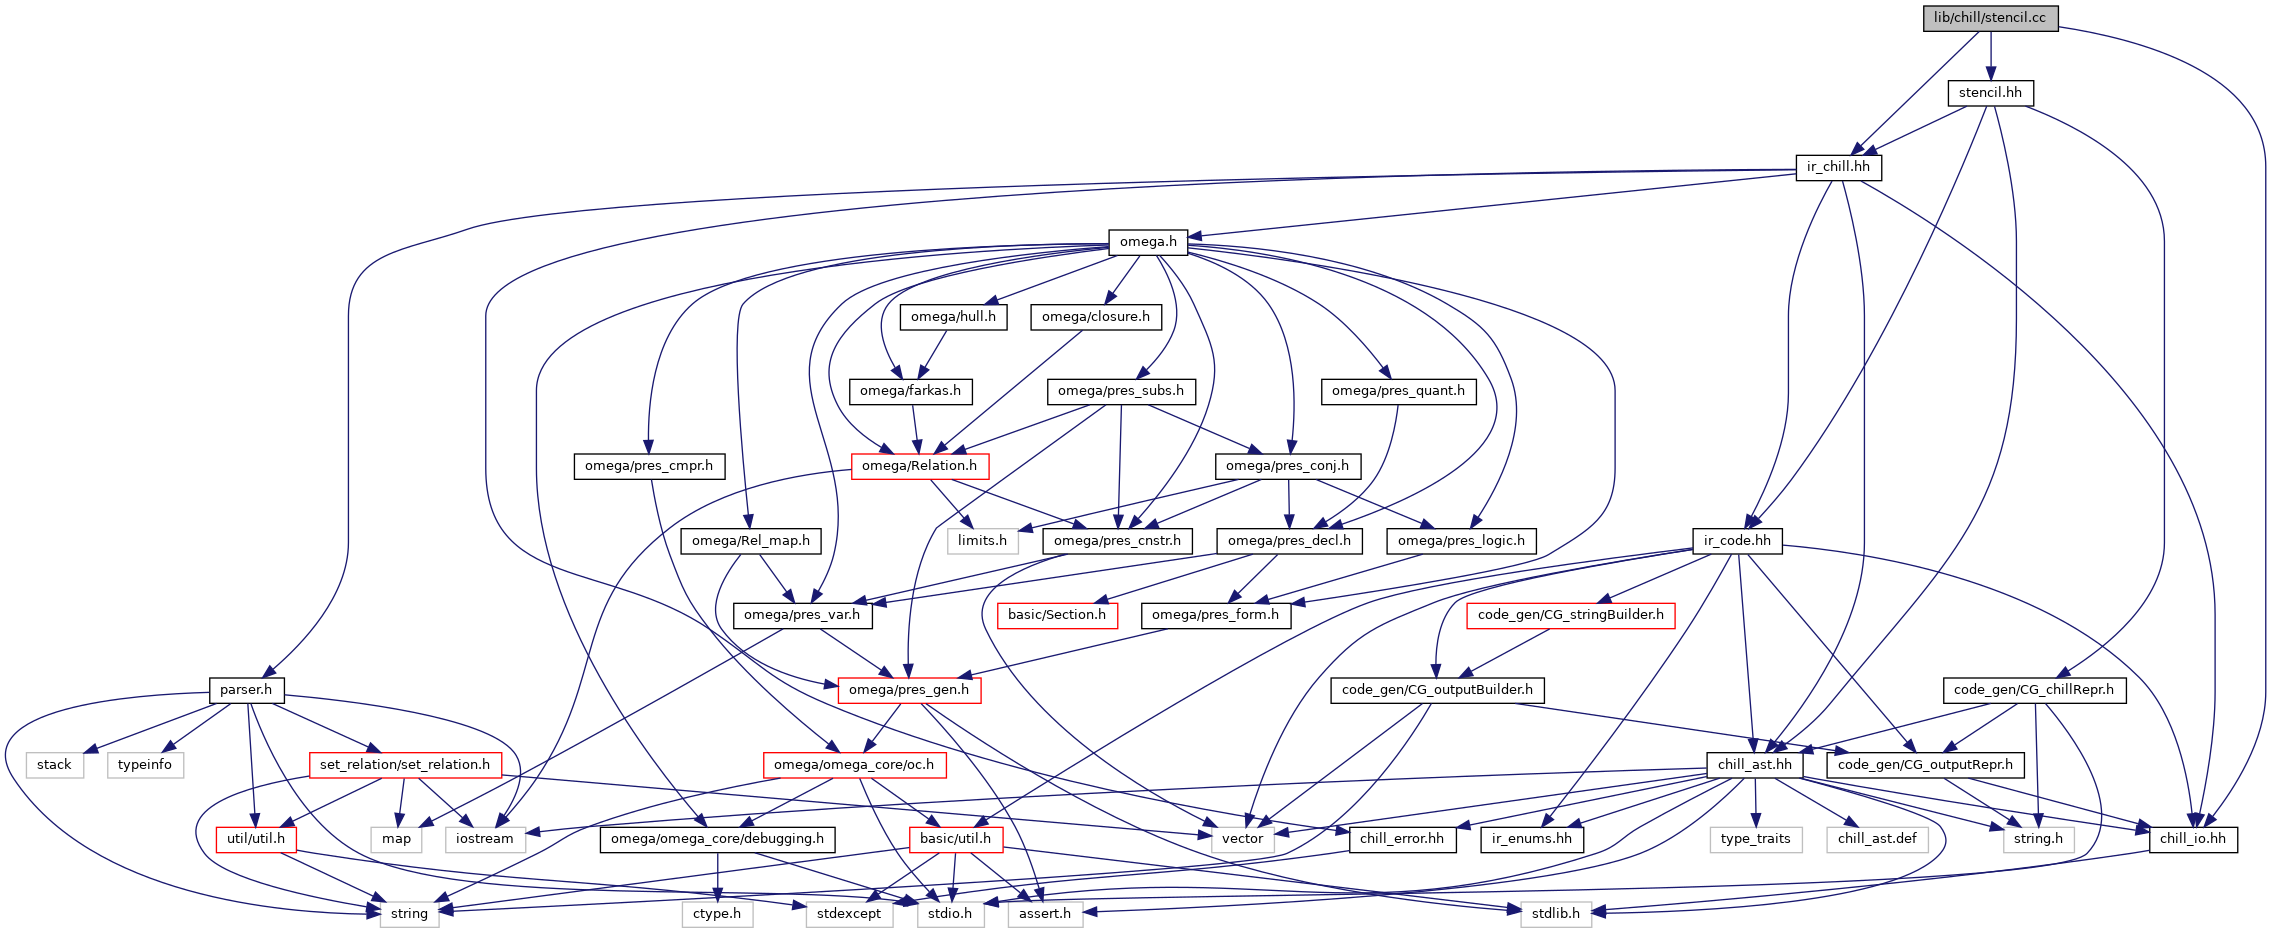 lib/chill/stencil.cc
stencil.hh
ir_chill.hh
omega.h
omega/hull.h
omega/closure.h
omega/farkas.h
omega/pres_subs.h
omega/pres_quant.h
omega/pres_cmpr.h
omega/Relation.h
omega/pres_conj.h
omega/Rel_map.h
limits.h
omega/pres_cnstr.h
omega/pres_decl.h
omega/pres_logic.h
ir_code.hh
omega/pres_var.h
basic/Section.h
omega/pres_form.h
code_gen/CG_stringBuilder.h
parser.h
omega/pres_gen.h
code_gen/CG_outputBuilder.h
code_gen/CG_chillRepr.h
stack
typeinfo
set_relation/set_relation.h
omega/omega_core/oc.h
chill_ast.hh
code_gen/CG_outputRepr.h
util/util.h
map
iostream
omega/omega_core/debugging.h
basic/util.h
vector
chill_error.hh
ir_enums.hh
type_traits
chill_ast.def
string.h
chill_io.hh
string
ctype.h
stdexcept
stdio.h
assert.h
stdlib.h